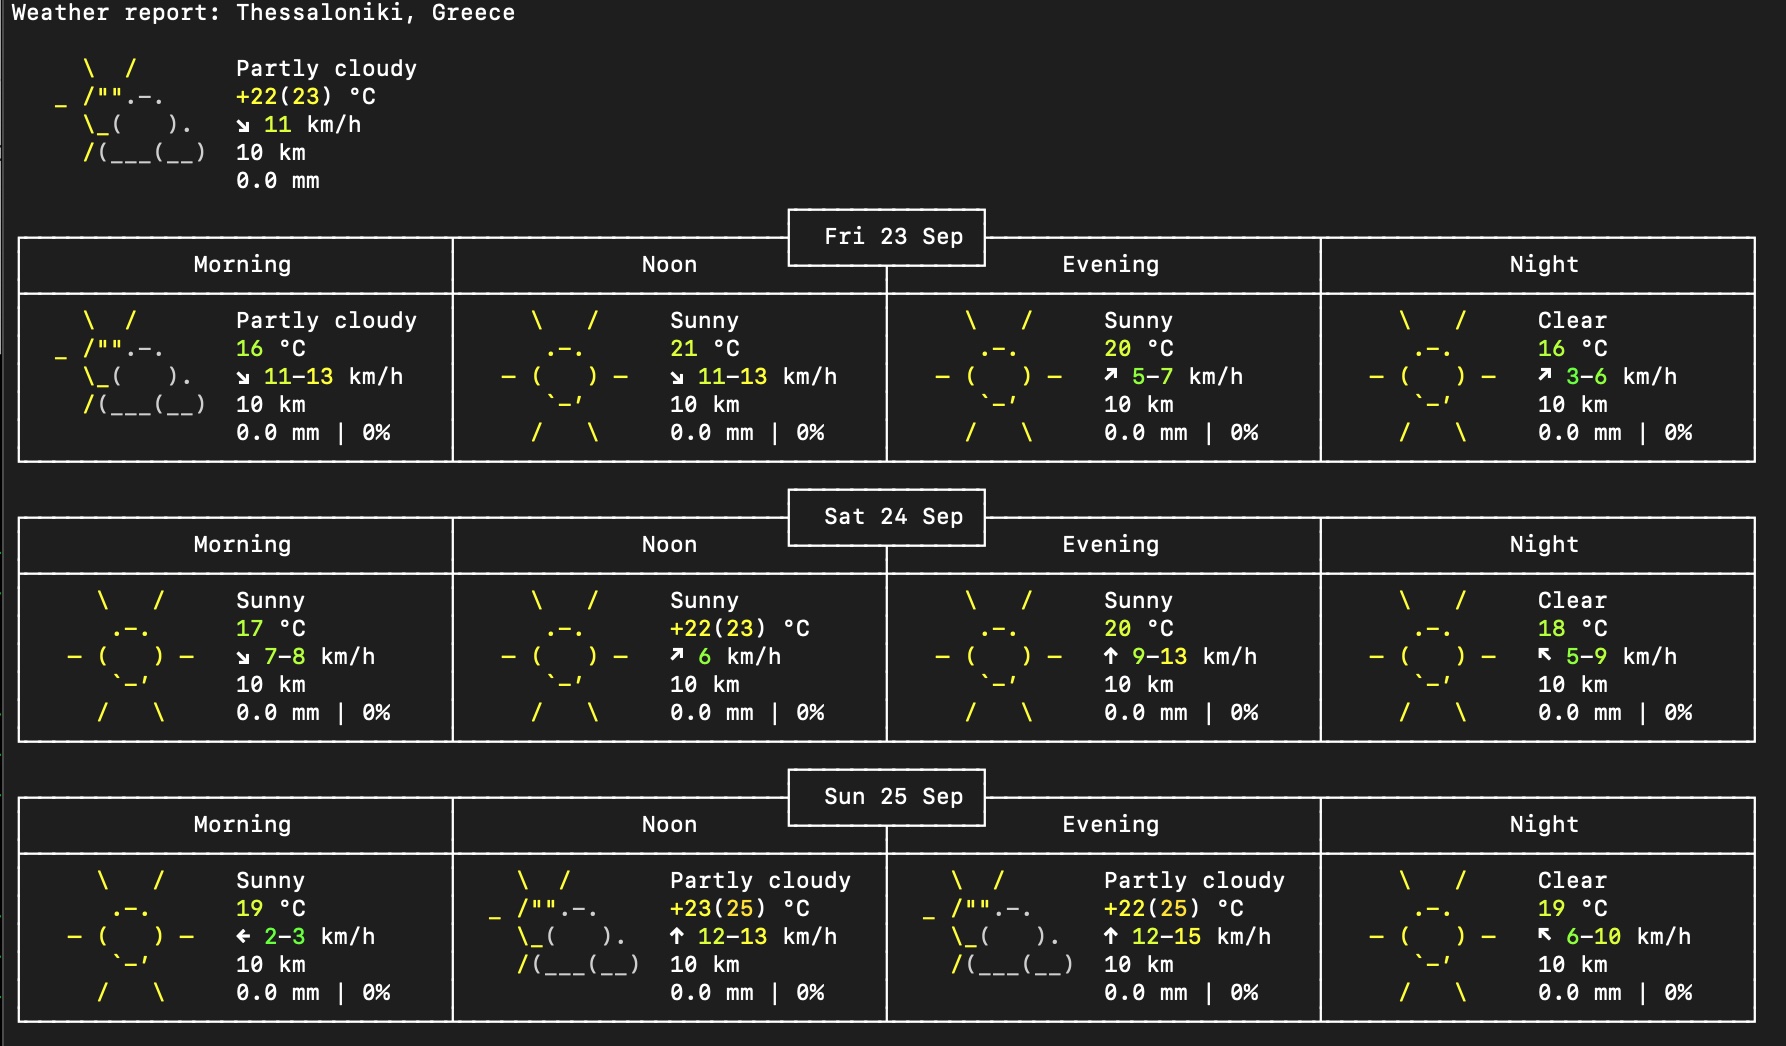 Weather report: Thessaloniki, Greece
Partly cloudy
+22(23) °C
↘ 11 km/h
10 km
0.0 mm
Fri 23 Sep
Morning Noon Evening Night
Partly cloudy Sunny Sunny Clear
16 °C 21 °C 20 °C 16 °C
↘ 11–13 km/h ↘ 11–13 km/h ↗ 5–7 km/h ↗ 3–6 km/h
10 km 10 km 10 km 10 km
0.0 mm | 0% 0.0 mm | 0% 0.0 mm | 0% 0.0 mm | 0%
Sat 24 Sep
Morning Noon Evening Night
Sunny Sunny Sunny Clear
17 °C +22(23) °C 20 °C 18 °C
↘ 7–8 km/h ↗ 6 km/h ↑ 9–13 km/h ↖ 5–9 km/h
10 km 10 km 10 km 10 km
0.0 mm | 0% 0.0 mm | 0% 0.0 mm | 0% 0.0 mm | 0%
Sun 25 Sep
Morning Noon Evening Night
Sunny Partly cloudy Partly cloudy Clear
19 °C +23(25) °C +22(25) °C 19 °C
← 2–3 km/h ↑ 12–13 km/h ↑ 12–15 km/h ↖ 6–10 km/h
10 km 10 km 10 km 10 km
0.0 mm | 0% 0.0 mm | 0% 0.0 mm | 0% 0.0 mm | 0%